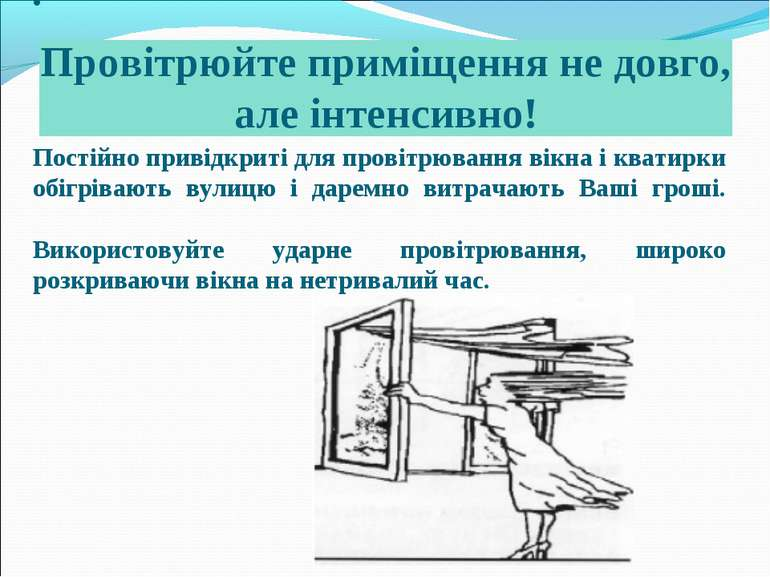 Провітрюйте приміщення не довго,
але інтенсивно!
Постійно привідкриті для провітрювання вікна і кватирки
обігрівають вулицю і даремно витрачають Ваші гроші.
Використовуйте ударне провітрювання, широко
розкриваючи вікна на нетривалий час.